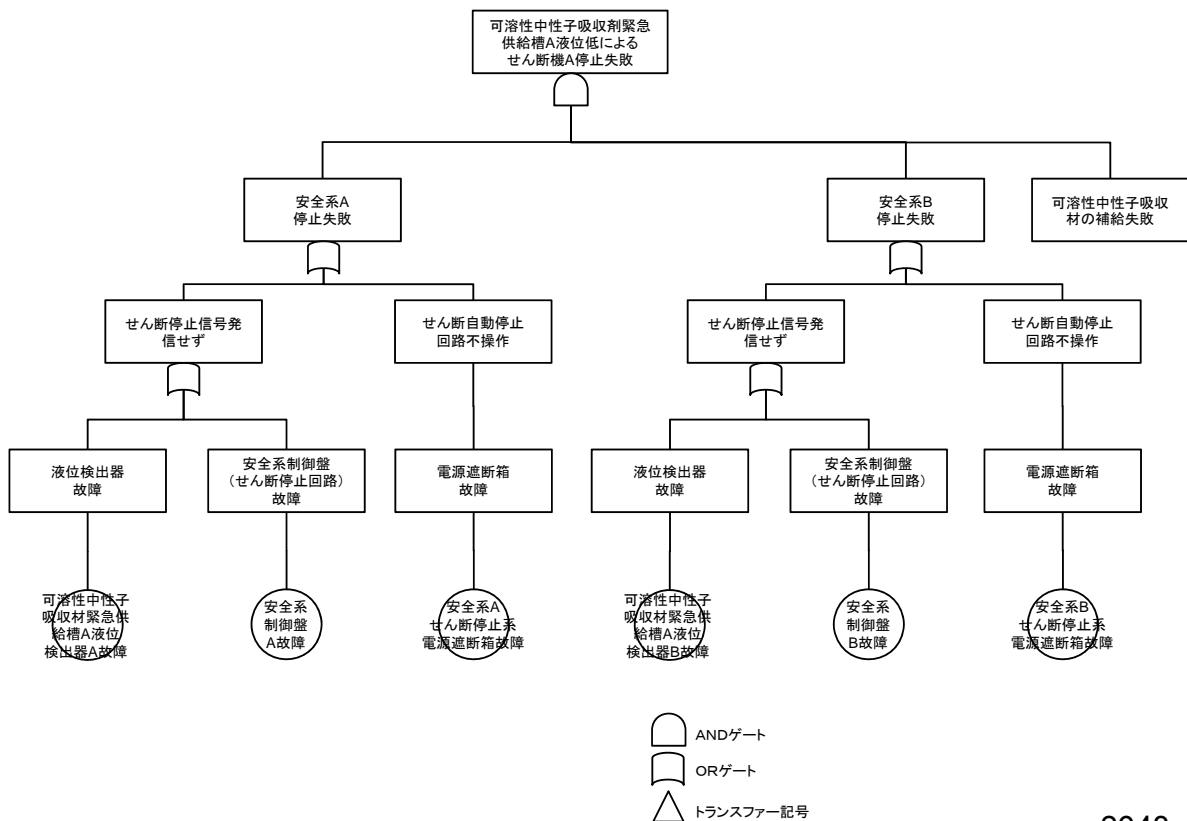 可溶性中性子吸収剤緊急
供給槽A液位低による
せん断機A停止失敗
安全系A
停止失敗
安全系B
停止失敗
可溶性中性子吸収
材の補給失敗
せん断停止信号発
信せず
せん断自動停止
回路不操作
せん断停止信号発
信せず
せん断自動停止
回路不操作
液位検出器
故障
安全系制御盤
（せん断停止回路）
故障
電源遮断箱
故障
液位検出器
故障
安全系制御盤
（せん断停止回路）
故障
電源遮断箱
故障
可溶性中性子
吸収材緊急供
給槽A液位
検出器A故障
安全系
制御盤
A故障
安全系A
せん断停止系
電源遮断箱故障
可溶性中性子
吸収材緊急供
給槽A液位
検出器B故障
安全系
制御盤
B故障
安全系B
せん断停止系
電源遮断箱故障
ANDゲート
ORゲート
トランスファー記号